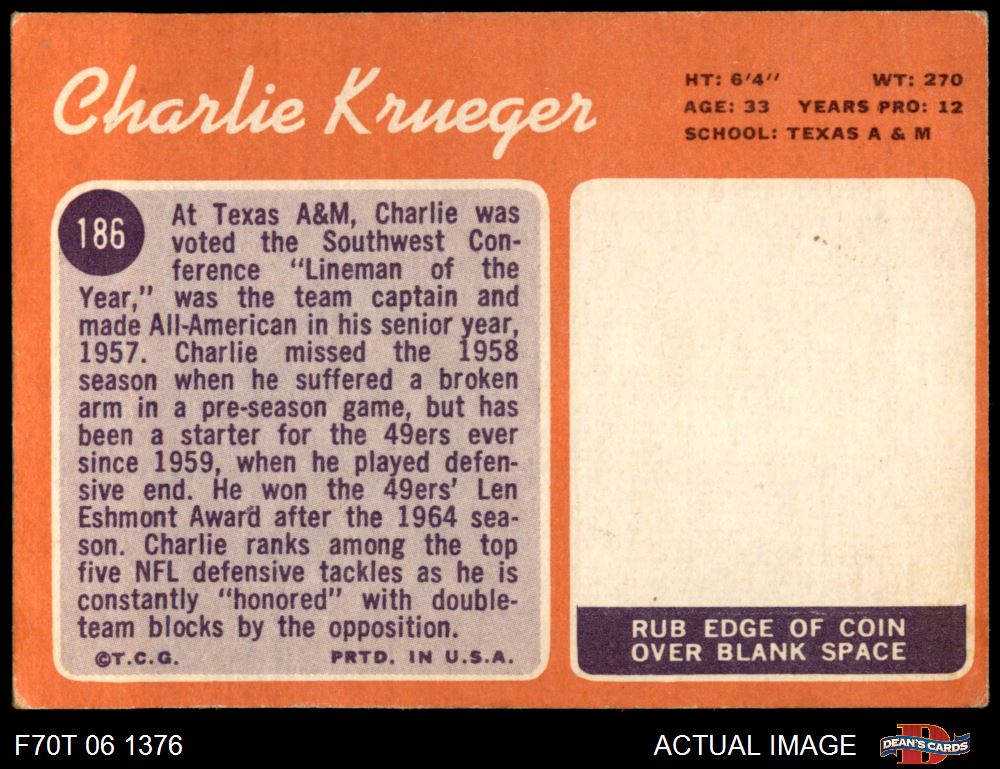 Charlie Krueger
HT: 6'4''   WT: 270
AGE: 33   YEARS PRO: 12
SCHOOL: TEXAS A & M
186
At Texas A&M, Charlie was
voted the Southwest Con-
ference "Lineman of the
Year," was the team captain and
made All-American in his senior year,
1957. Charlie missed the 1958
season when he suffered a broken
arm in a pre-season game, but has
been a starter for the 49ers ever
since 1959, when he played defen-
sive end. He won the 49ers' Len
Eshmont Award after the 1964 sea-
son. Charlie ranks among the top
five NFL defensive tackles as he is
constantly "honored" with double-
team blocks by the opposition.
©T.C.G.   PRTD. IN U.S.A.
RUB EDGE OF COIN
OVER BLANK SPACE
F70T 06 1376
ACTUAL IMAGE
D
DEAN'S CARDS